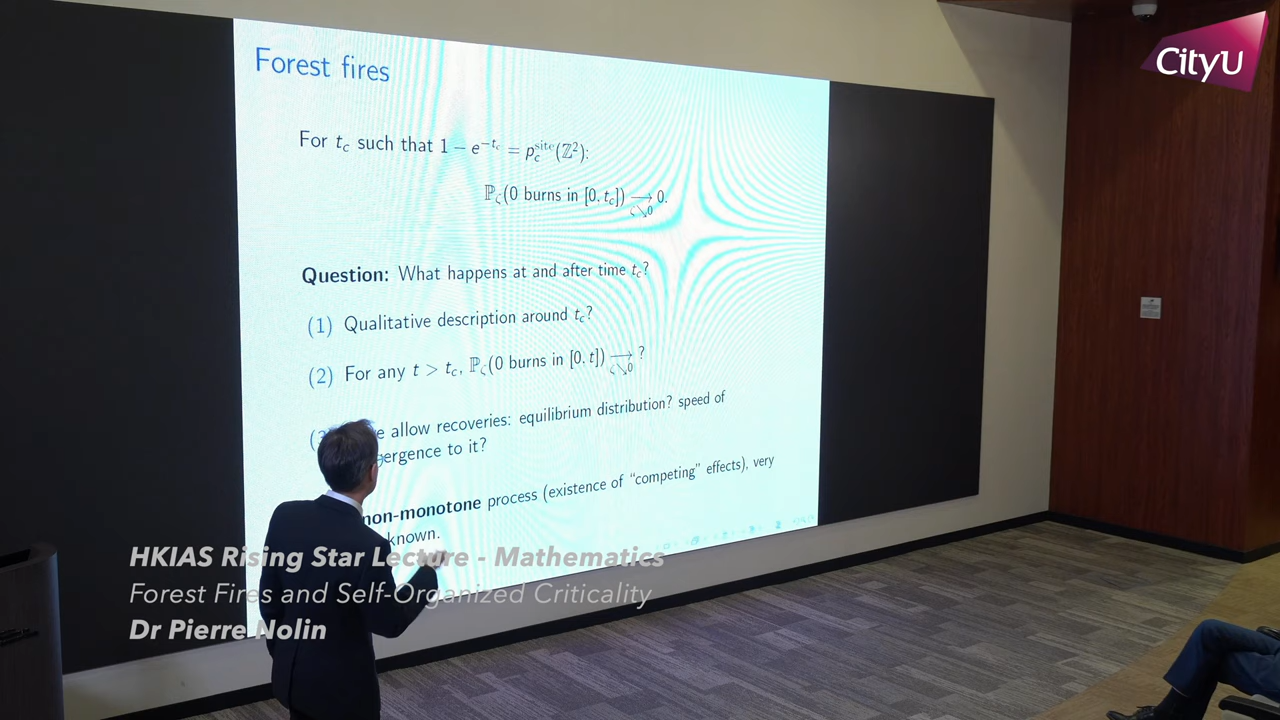 CityU
Forest fires
For t_c such that 1 − e^{−t_c} = p_c^{site}(ℤ²):
ℙ_ζ(0 burns in [0, t_c]) ⟶_{ζ↘0} 0.
Question: What happens at and after time t_c?
(1) Qualitative description around t_c?
(2) For any t > t_c, ℙ_ζ(0 burns in [0, t]) ⟶_{ζ↘0} ?
allow recoveries: equilibrium distribution? speed of
to it?
non-monotone process (existence of “competing” effects), very
known.
HKIAS Rising Star Lecture - Mathematics
Forest Fires and Self-Organized Criticality
Dr Pierre Nolin